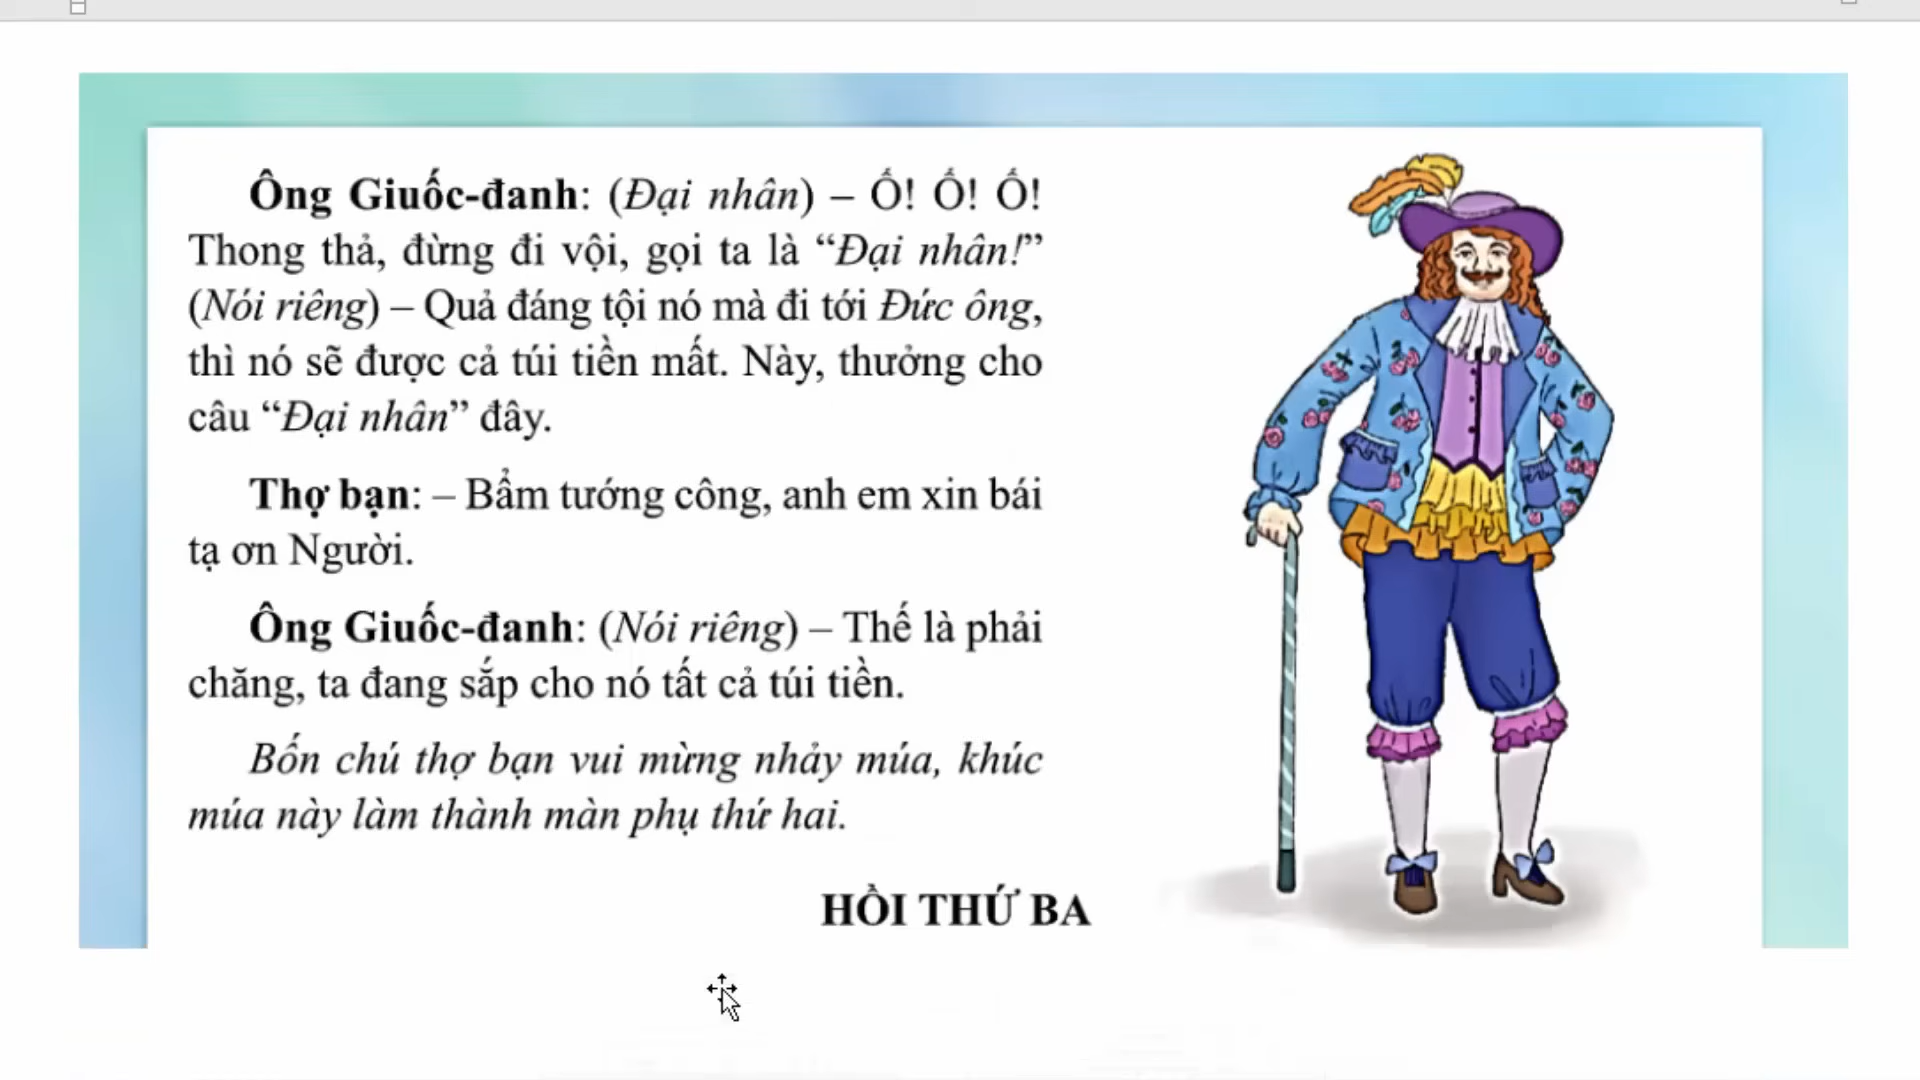 Ông Giuốc-đanh: (Đại nhân) – Ồ! Ồ! Ồ!
Thong thả, đừng đi vội, gọi ta là “Đại nhân!”
(Nói riêng) – Quả đáng tội nó mà đi tới Đức ông,
thì nó sẽ được cả túi tiền mất. Này, thưởng cho
câu “Đại nhân” đây.
Thợ bạn: – Bẩm tướng công, anh em xin bái
tạ ơn Người.
Ông Giuốc-đanh: (Nói riêng) – Thế là phải
chăng, ta đang sắp cho nó tất cả túi tiền.
Bốn chú thợ bạn vui mừng nhảy múa, khúc
múa này làm thành màn phụ thứ hai.
HỒI THỨ BA